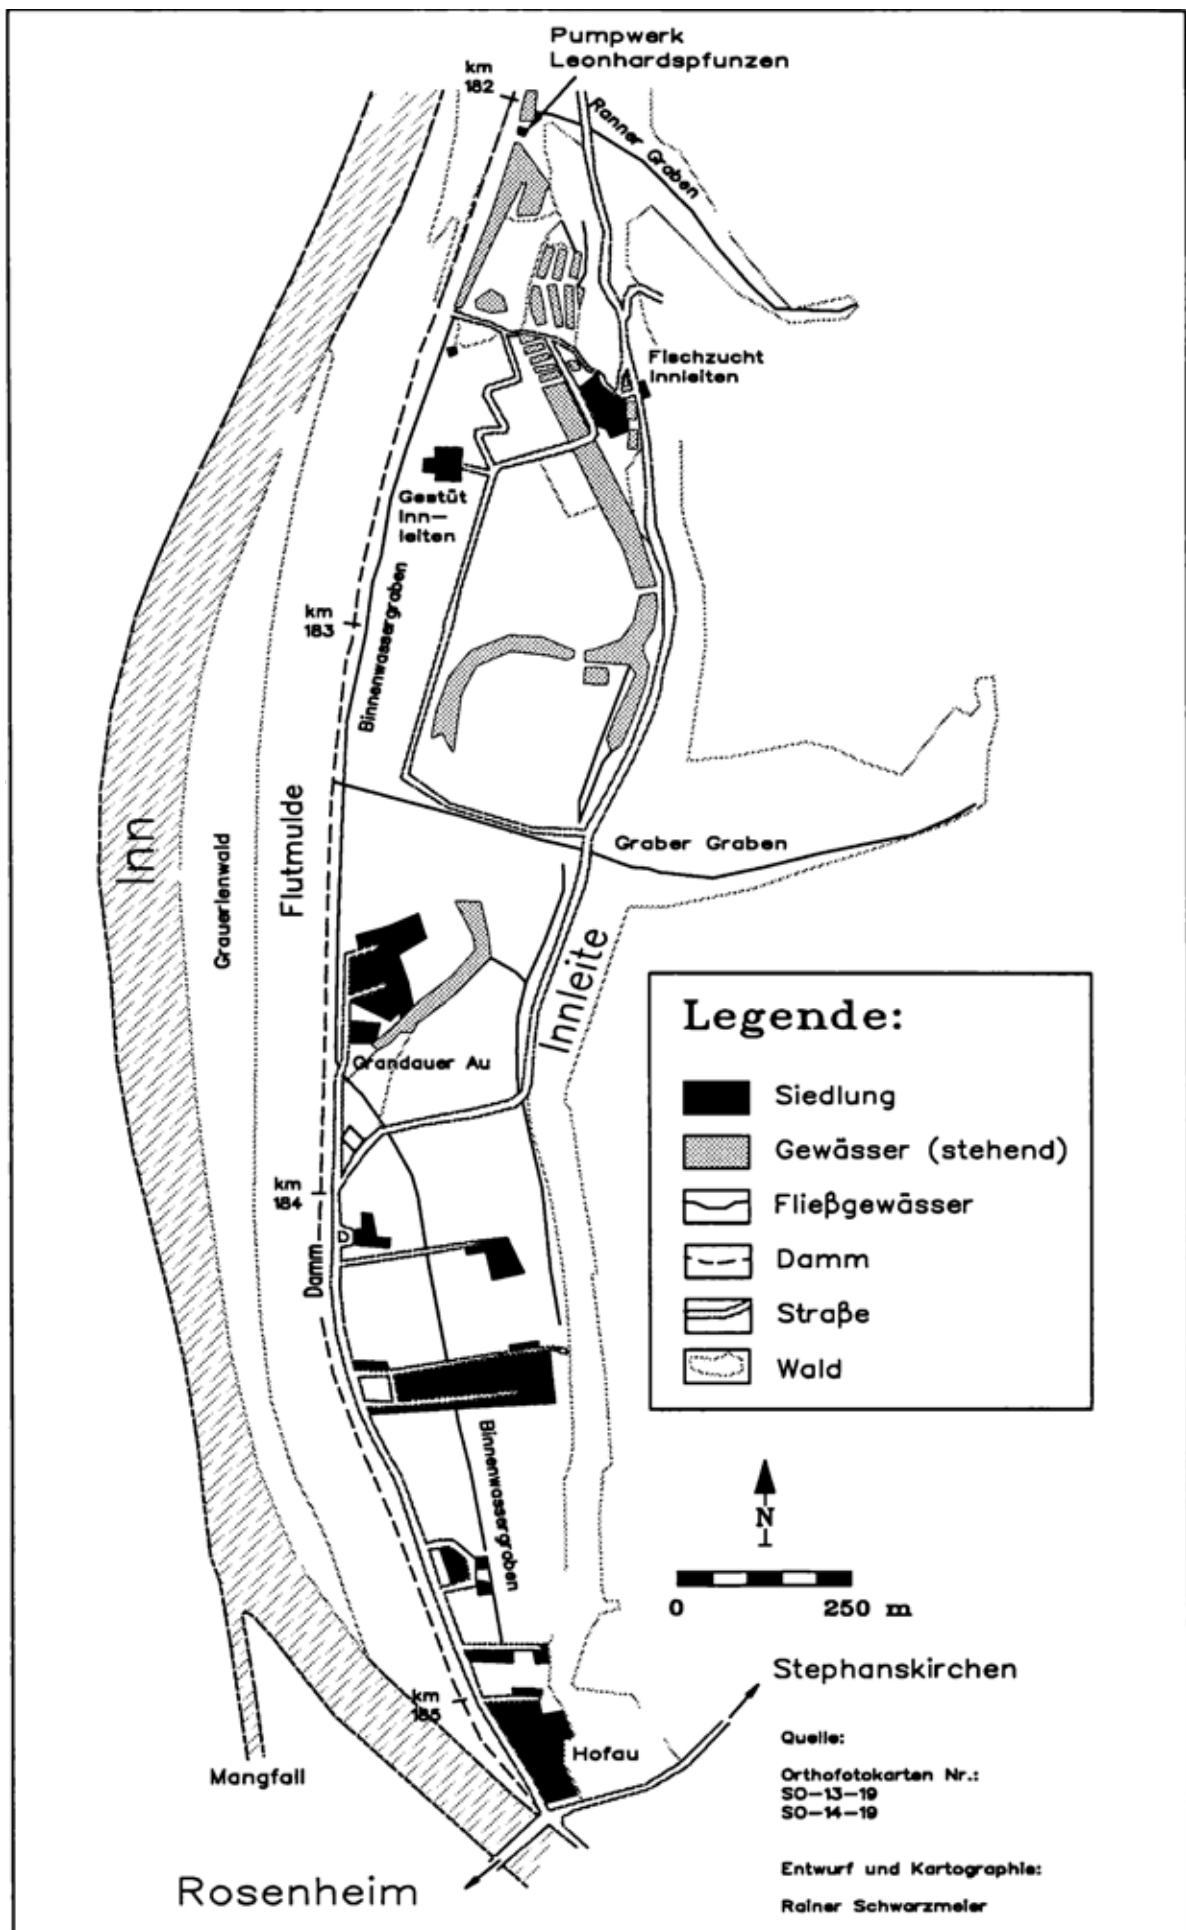 Pumpwerk
Leonhardspfunzen
km
182
Ranner Graben
Fischzucht
Innleiten
Gestüt
Inn-
leiten
Binnenwassergraben
km
183
Inn
Grauerlenwald
Flutmulde
Graber Graben
Innleite
Grandauer Au
km
184
Damm
Binnenwassergraben
km
185
Hofau
Mangfall
Rosenheim
Stephanskirchen
Legende:
Siedlung
Gewässer (stehend)
Fließgewässer
Damm
Straße
Wald
N
0 250 m
Quelle:
Orthofotokarten Nr.:
SO-13-19
SO-14-19
Entwurf und Kartographie:
Rainer Schwarzmeier